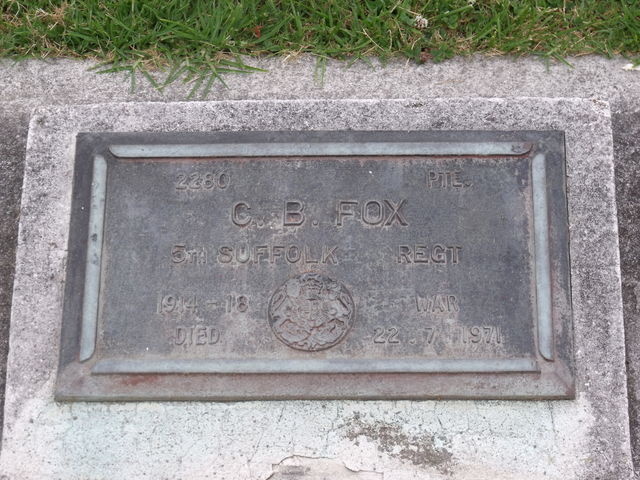 2280 PTE.
C. B. FOX
5TH SUFFOLK REGT
1914-18 WAR
DIED 22.7.1971